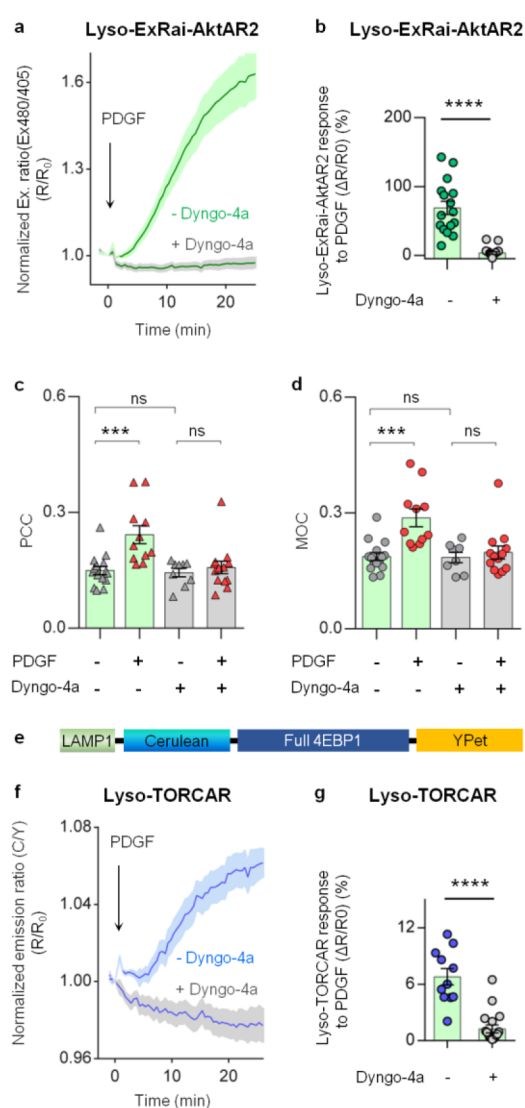 a Lyso-ExRai-AktAR2
Normalized Ex. ratio(Ex480/405)
(R/R₀)
1.6
1.3
1.0
PDGF
- Dyngo-4a
+ Dyngo-4a
0 10 20
Time (min)
b Lyso-ExRai-AktAR2
Lyso-ExRai-AktAR2 response
to PDGF (ΔR/R0) (%)
200
100
0
****
Dyngo-4a - +
c
PCC
0.6
0.3
0.0
ns
*** ns
PDGF - + - +
Dyngo-4a - - + +
d
MOC
0.6
0.3
0.0
ns
*** ns
PDGF - + - +
Dyngo-4a - - + +
e LAMP1 Cerulean Full 4EBP1 YPet
f Lyso-TORCAR
Normalized emission ratio (C/Y)
(R/R₀)
1.08
1.04
1.00
0.96
PDGF
- Dyngo-4a
+ Dyngo-4a
0 10 20
Time (min)
g Lyso-TORCAR
Lyso-TORCAR response
to PDGF (ΔR/R0) (%)
12
6
0
****
Dyngo-4a - +